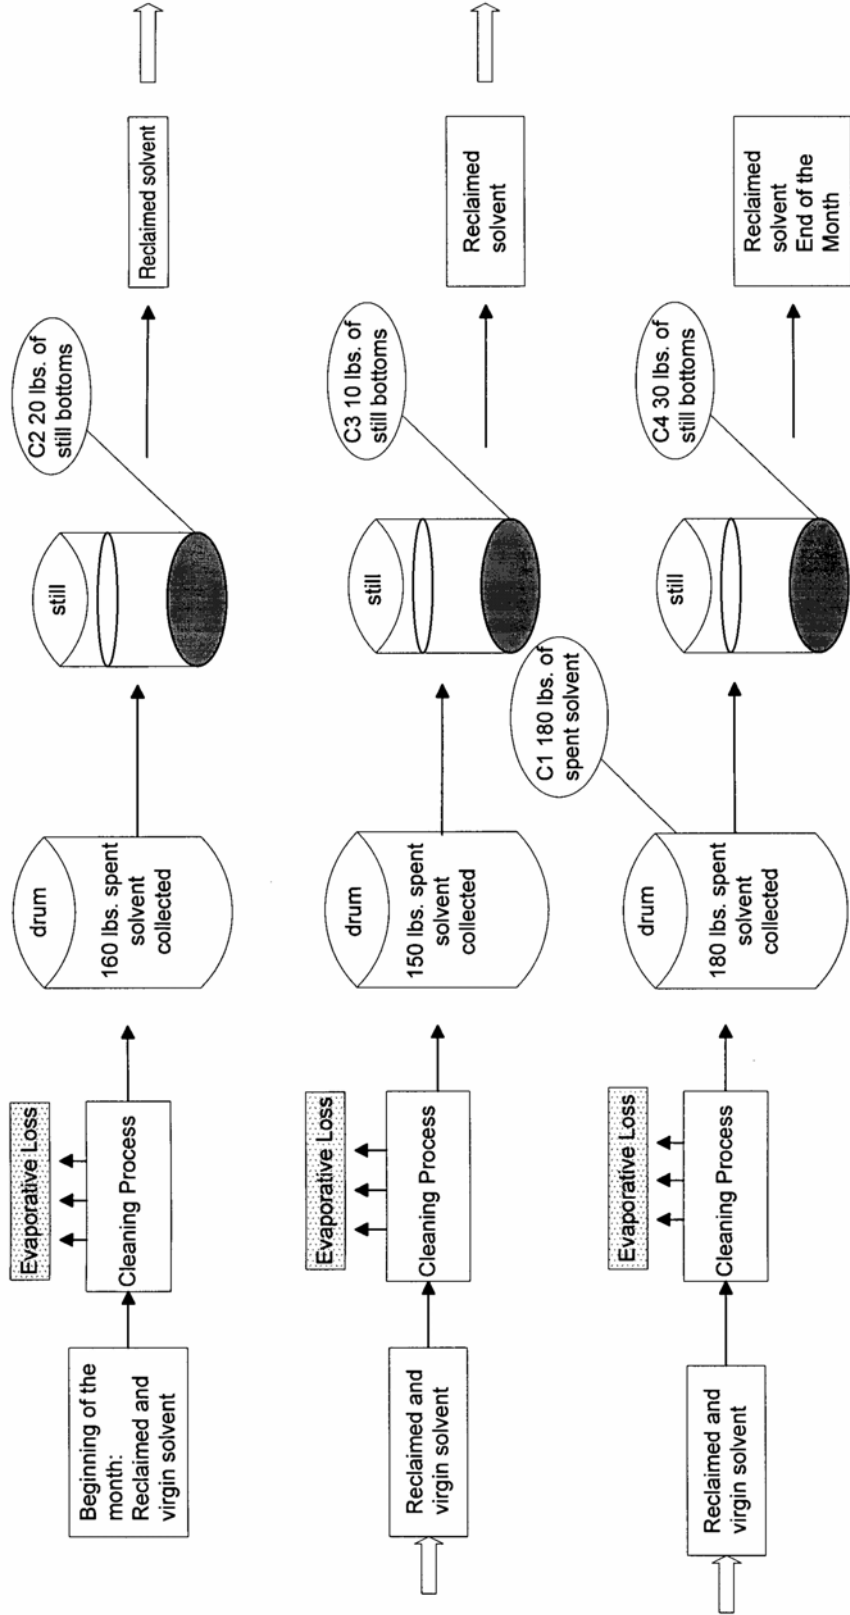 Beginning of the
month:
Reclaimed and
virgin solvent
Cleaning Process
Evaporative Loss
drum
160 lbs. spent
solvent
collected
still
C2 20 lbs. of
still bottoms
Reclaimed solvent
Reclaimed and
virgin solvent
Cleaning Process
Evaporative Loss
drum
150 lbs. spent
solvent
collected
still
C3 10 lbs. of
still bottoms
Reclaimed
solvent
Reclaimed and
virgin solvent
Cleaning Process
Evaporative Loss
drum
180 lbs. spent
solvent
collected
C1 180 lbs. of
spent solvent
still
C4 30 lbs. of
still bottoms
Reclaimed
solvent
End of the
Month